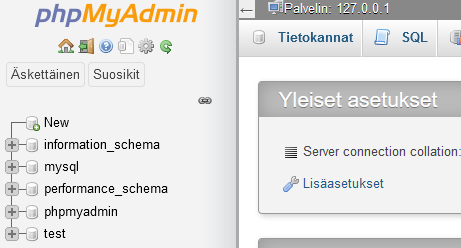 phpMyAdmin
Äskettäinen Suosikit
New
information_schema
mysql
performance_schema
phpmyadmin
test
Palvelin: 127.0.0.1
Tietokannat SQL
Yleiset asetukset
Server connection collation:
Lisäasetukset